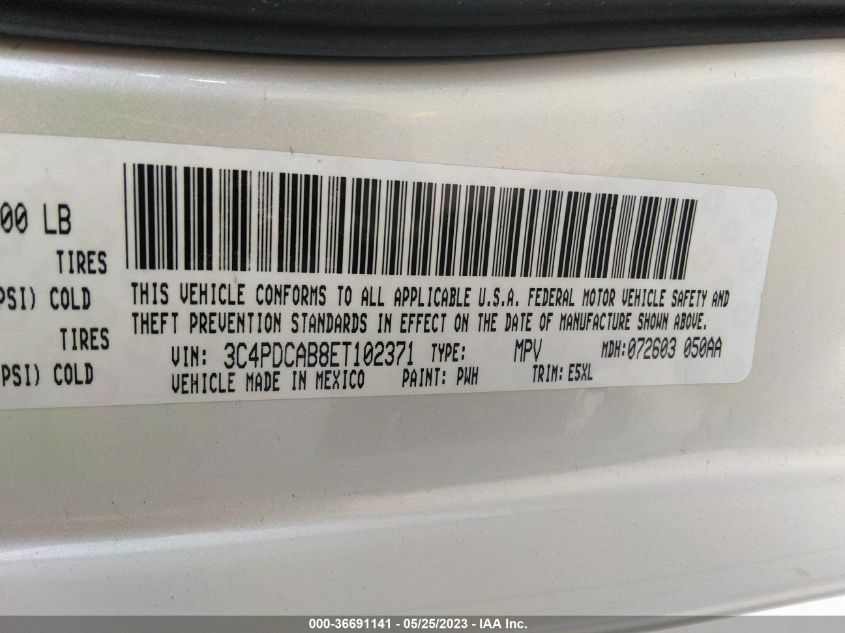 00 LB
TIRES
PSI) COLD
TIRES
PSI) COLD
THIS VEHICLE CONFORMS TO ALL APPLICABLE U.S.A. FEDERAL MOTOR VEHICLE SAFETY AND
THEFT PREVENTION STANDARDS IN EFFECT ON THE DATE OF MANUFACTURE SHOWN ABOVE.
VIN: 3C4PDCAB8ET102371 TYPE: MPV MDH:072603 050AA
VEHICLE MADE IN MEXICO PAINT: PWH TRIM: E5XL
000-36691141 - 05/25/2023 - IAA Inc.